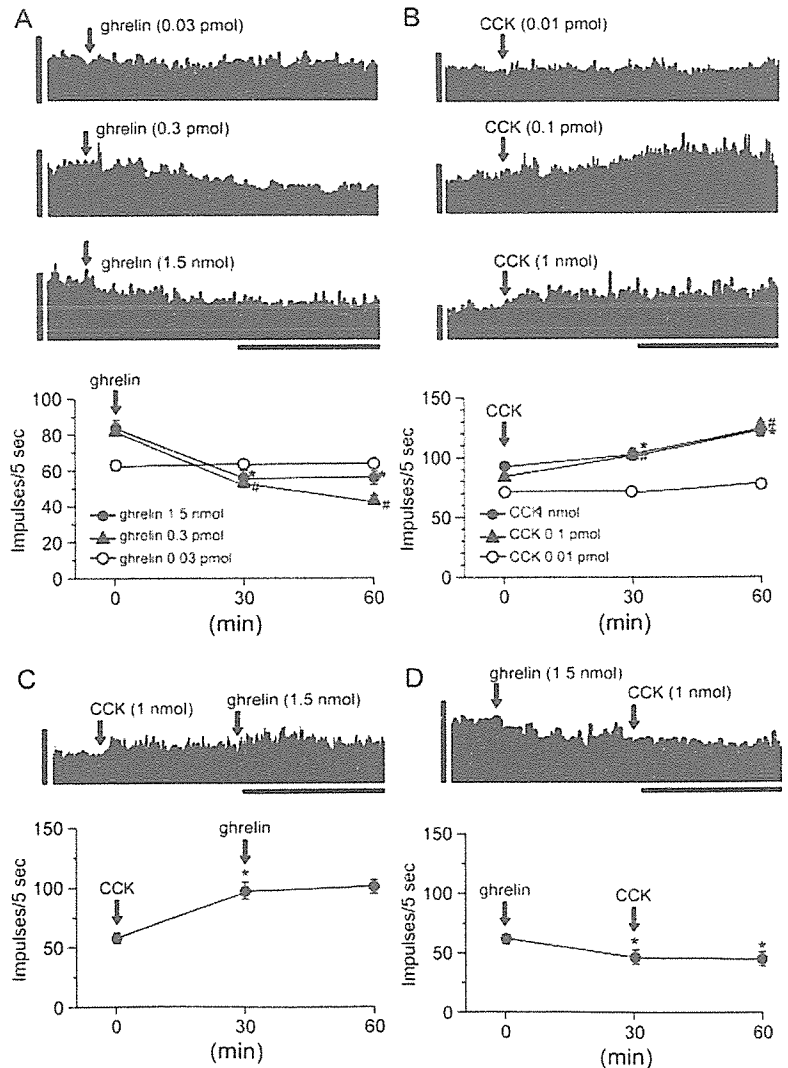 A
ghrelin (0.03 pmol)
ghrelin (0.3 pmol)
ghrelin (1.5 nmol)
ghrelin
100
80
60
40
20
0
Impulses/5 sec
* *
# #
ghrelin 1 5 nmol
ghrelin 0.3 pmol
ghrelin 0 03 pmol
0 30 60
(min)
B
CCK (0.01 pmol)
CCK (0.1 pmol)
CCK (1 nmol)
CCK
150
100
50
0
Impulses/5 sec
* #
# *
CCK1 nmol
CCK 0 1 pmol
CCK 0 01 pmol
0 30 60
(min)
C
CCK (1 nmol)
ghrelin (1.5 nmol)
150
100
50
0
Impulses/5 sec
CCK
ghrelin
*
0 30 60
(min)
D
ghrelin (1 5 nmol)
CCK (1 nmol)
150
100
50
0
Impulses/5 sec
ghrelin
CCK
* *
0 30 60
(min)